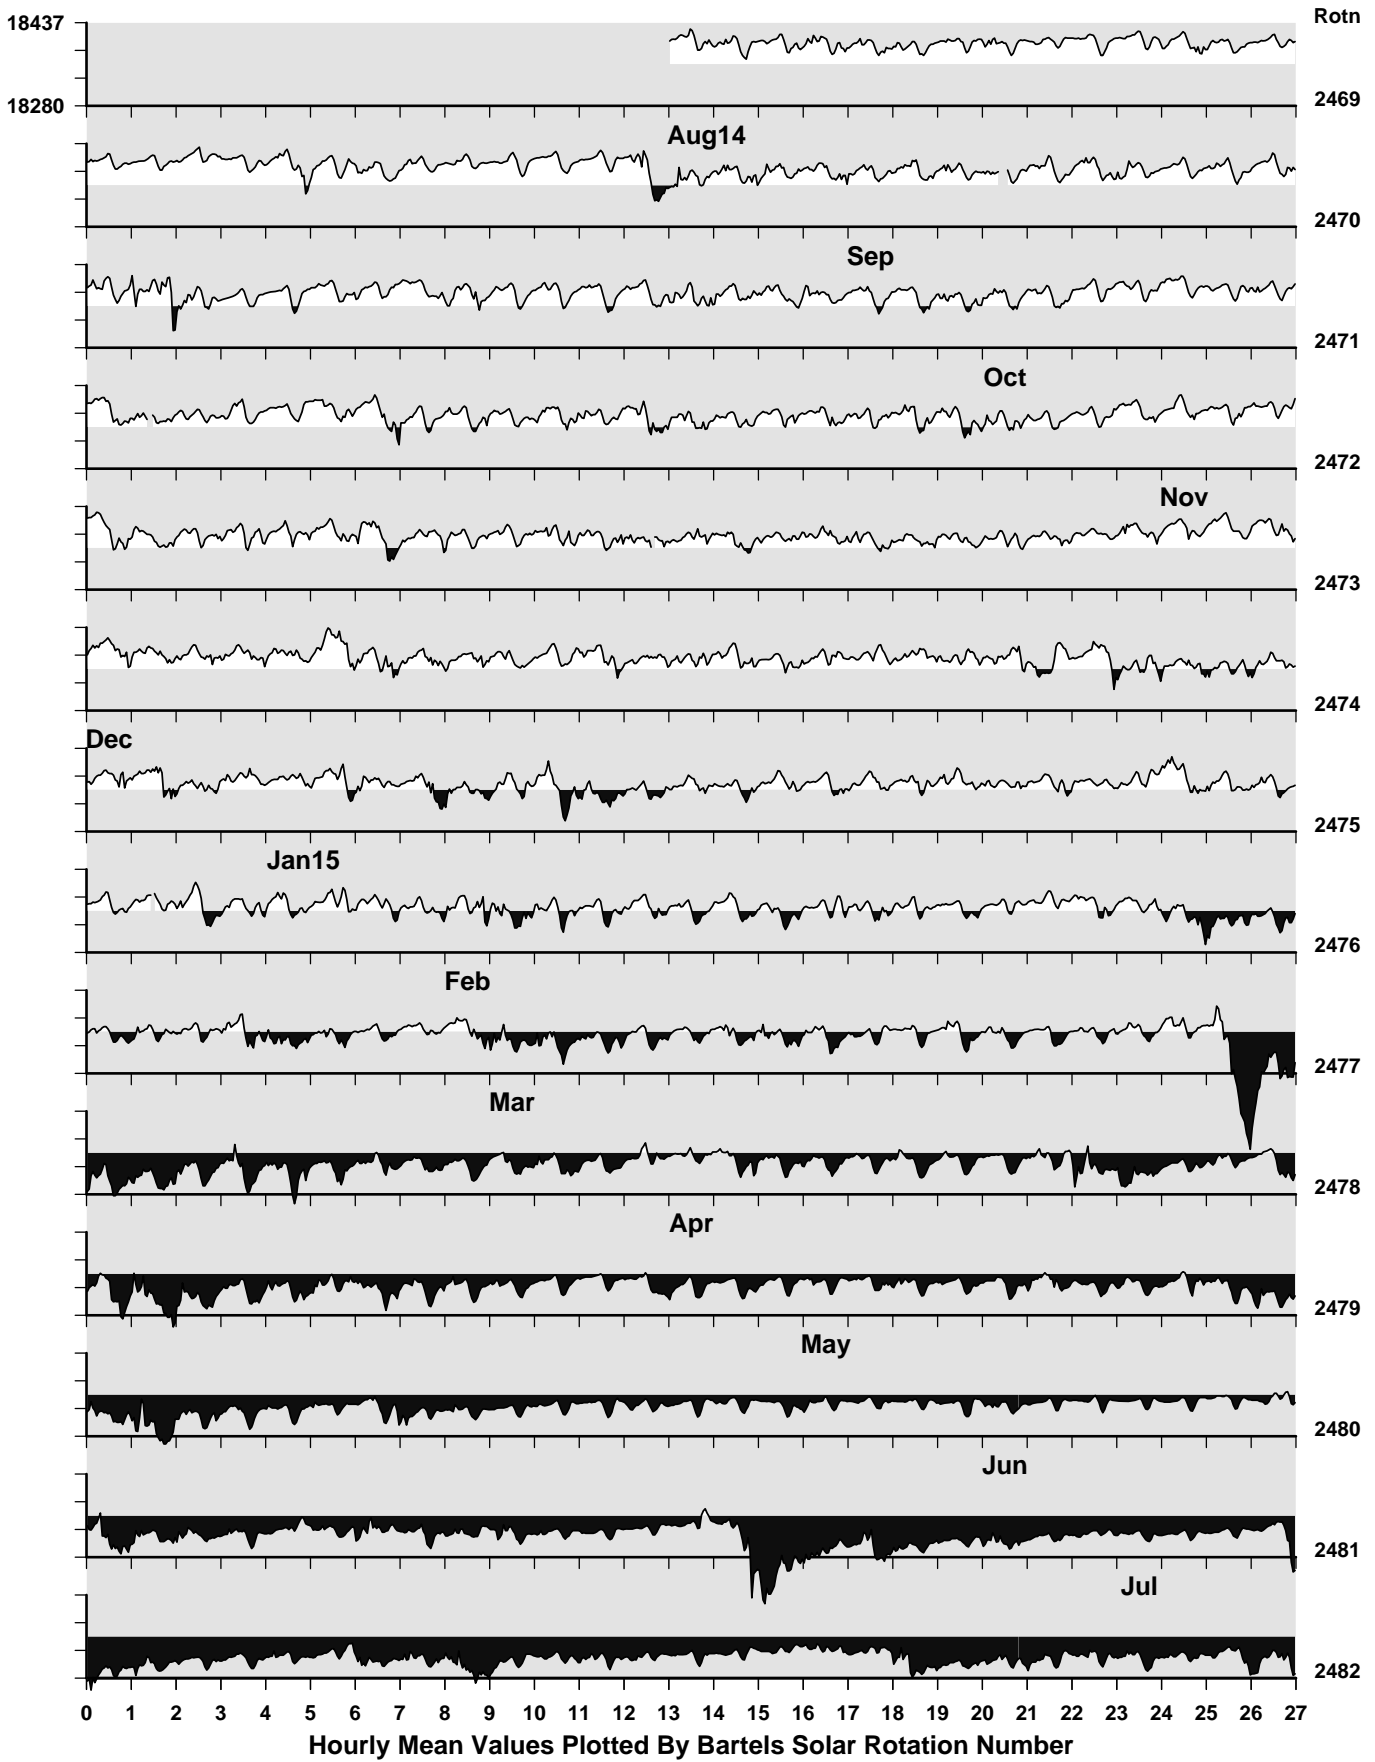 18437
Rotn
18280
2469
Aug14
2470
Sep
2471
Oct
2472
Nov
2473
2474
Dec
2475
Jan15
2476
Feb
2477
Mar
2478
Apr
2479
May
2480
Jun
2481
Jul
2482
0 1 2 3 4 5 6 7 8 9 10 11 12 13 14 15 16 17 18 19 20 21 22 23 24 25 26 27
Hourly Mean Values Plotted By Bartels Solar Rotation Number